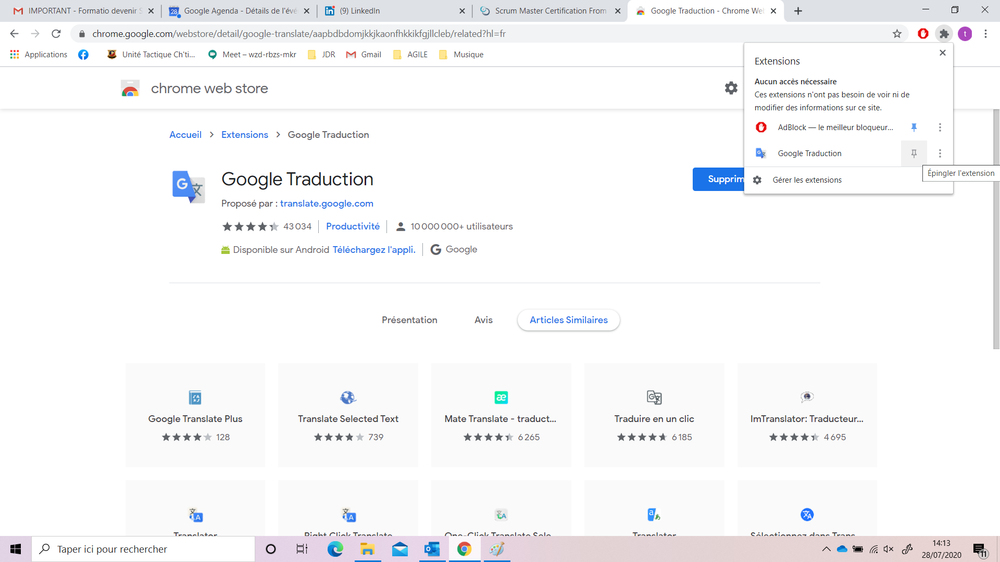 IMPORTANT - Formatio devenir S
Google Agenda - Détails de l'évé
(9) LinkedIn
Scrum Master Certification From
Google Traduction - Chrome Web
chrome.google.com/webstore/detail/google-translate/aapbdbdomjkkjkaonfhkkikfgjllcleb/related?hl=fr
t
Applications
Unité Tactique Ch'ti...
Meet – wzd-rbzs-mkr
JDR
Gmail
AGILE
Musique
Extensions
Aucun accès nécessaire
Ces extensions n'ont pas besoin de voir ni de
modifier des informations sur ce site.
AdBlock — le meilleur bloqueur...
Google Traduction
Épingler l'extension
Gérer les extensions
chrome web store
Accueil > Extensions > Google Traduction
Google Traduction
Supprim
Proposé par : translate.google.com
43 034
Productivité
10 000 000+ utilisateurs
Disponible sur Android Téléchargez l'appli.
Google
Présentation
Avis
Articles Similaires
Google Translate Plus
128
Translate Selected Text
739
Mate Translate - traduct...
6 265
Traduire en un clic
6 185
ImTranslator: Traducteur...
4 695
Translator
Right Click Translate
One-Click Translate Sele
Translator
Sélectionnez dans Trans
Taper ici pour rechercher
14:13
28/07/2020
11